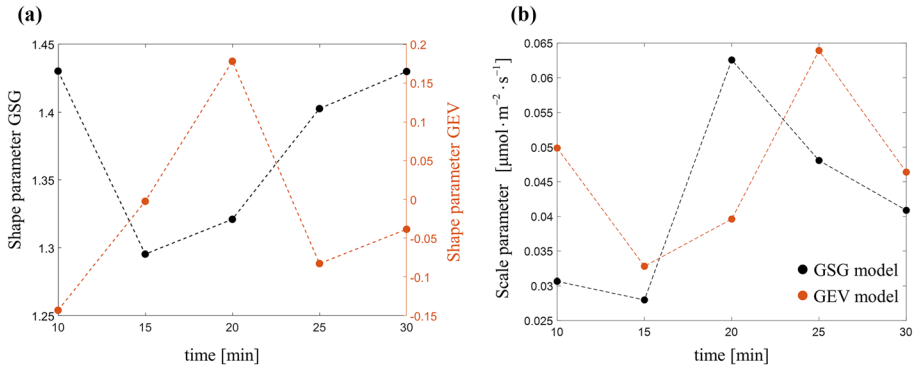 (a)
Shape parameter GSG
1.45
1.4
1.35
1.3
1.25
0.2
0.15
0.1
0.05
0
-0.05
-0.1
-0.15
Shape parameter GEV
10 15 20 25 30
time [min]
(b)
Scale parameter [µmol·m⁻²·s⁻¹]
0.065
0.06
0.055
0.05
0.045
0.04
0.035
0.03
0.025
GSG model
GEV model
10 15 20 25 30
time [min]